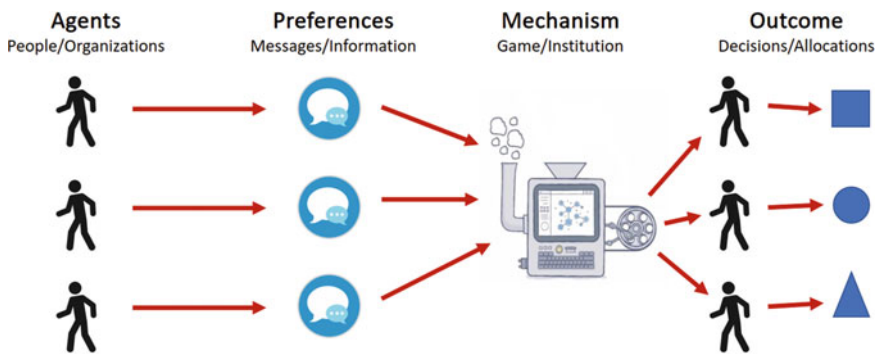 Agents
People/Organizations
Preferences
Messages/Information
Mechanism
Game/Institution
Outcome
Decisions/Allocations